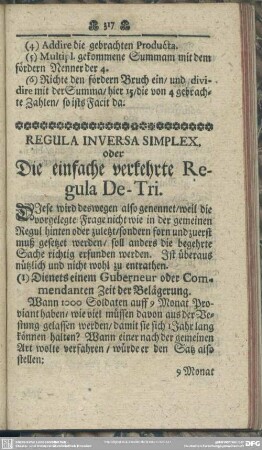 317
(4) Addire die gebrachten Producta.
(5) Multipl. gekommene Summam mit dem
fördern Nenner der 4.
(6) Richte den fördern Bruch ein/ und divi-
dire mit der Summa/ hier 15/ die von 4 gebrach-
te Zahlen/ so ists Facit da.
REGULA INVERSA SIMPLEX,
oder
Die einfache verkehrte Re-
gula De-Tri.
DIese wird deswegen also genennet/ weil die
vorgelegte Frage nicht wie in der gemeinen
Regul hinten oder zuletzt/ sondern forn und zuerst
muß gesetzet werden/ soll anders die begehrte
Sache richtig erfunden werden. Ist überaus
nützlich und nicht wohl zu entrathen.
(1) Dienets einem Guberneur oder Com-
mendanten Zeit der Belägerung.
Wann 1000 Soldaten auff 9 Monat Pro-
viant haben/ wie viel müssen davon aus der Ve-
stung gelassen werden/ damit sie sich 1 Jahr lang
können halten? Wann einer nach der gemeinen
Art wolte verfahren/ würde er den Satz also
stellen:
9 Monat